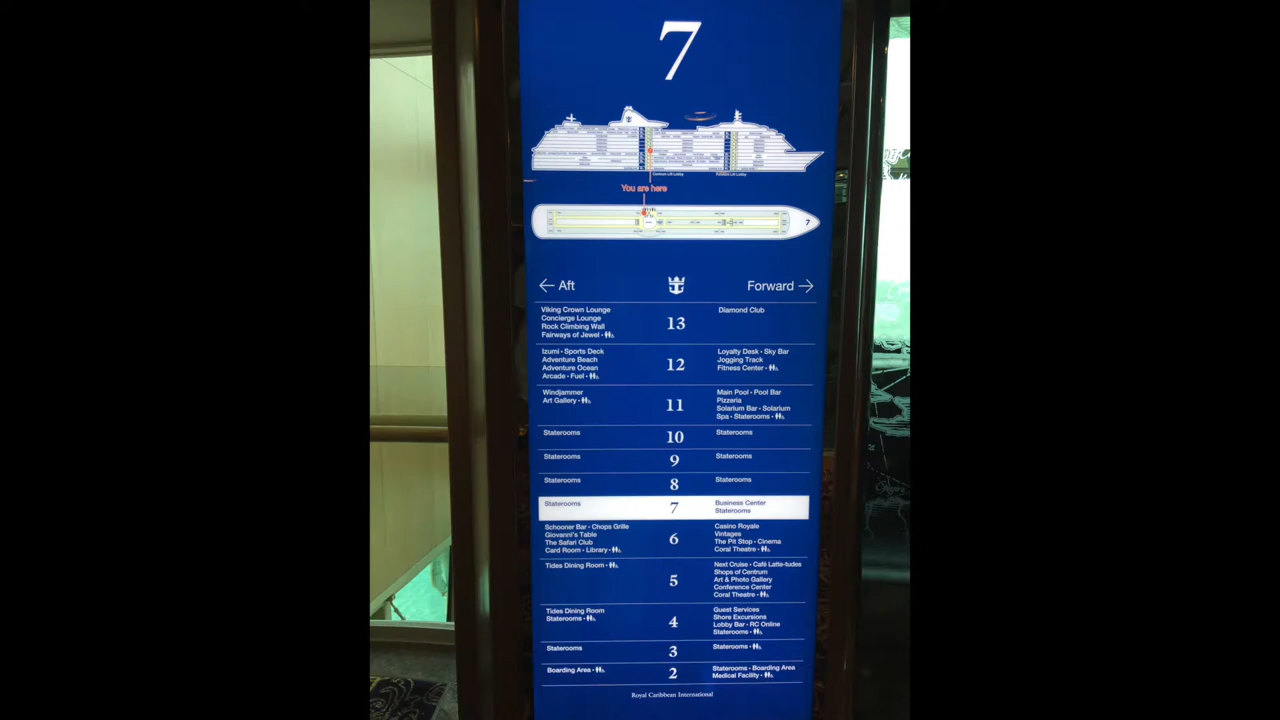 7
Centrum Lift Lobby
Forward Lift Lobby
You are here
7
← Aft
Forward →
Viking Crown Lounge
Concierge Lounge
Rock Climbing Wall
Fairways of Jewel •
13
Diamond Club
Izumi • Sports Deck
Adventure Beach
Adventure Ocean
Arcade • Fuel •
12
Loyalty Desk • Sky Bar
Jogging Track
Fitness Center •
Windjammer
Art Gallery •
11
Main Pool • Pool Bar
Pizzeria
Solarium Bar • Solarium
Spa • Staterooms •
Staterooms
10
Staterooms
Staterooms
9
Staterooms
Staterooms
8
Staterooms
Staterooms
7
Business Center
Staterooms
Schooner Bar • Chops Grille
Giovanni's Table
The Safari Club
Card Room • Library •
6
Casino Royale
Vintages
The Pit Stop • Cinema
Coral Theatre •
Tides Dining Room •
5
Next Cruise • Café Latte-tudes
Shops of Centrum
Art & Photo Gallery
Conference Center
Coral Theatre •
Tides Dining Room
Staterooms •
4
Guest Services
Shore Excursions
Lobby Bar • RC Online
Staterooms •
Staterooms
3
Staterooms •
Boarding Area •
2
Staterooms • Boarding Area
Medical Facility •
Royal Caribbean International